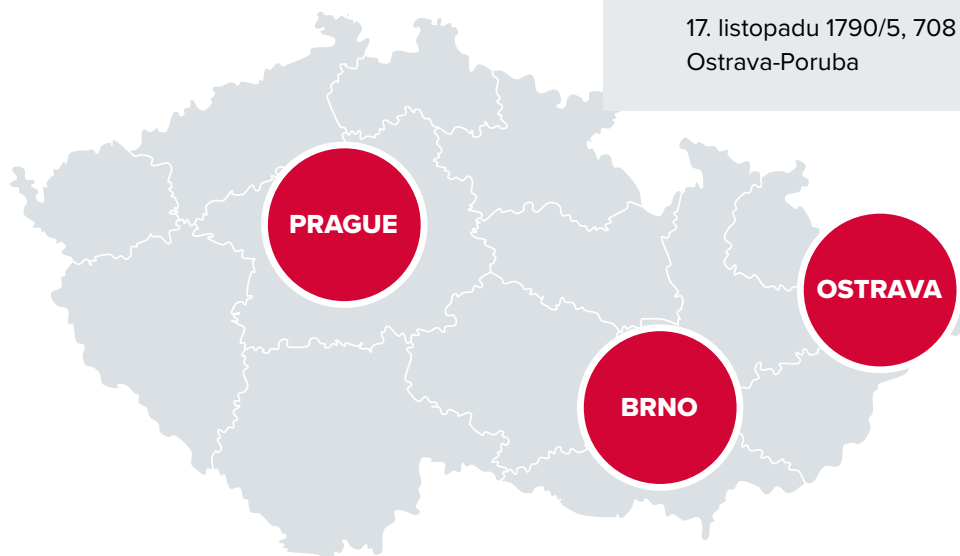 17. listopadu 1790/5, 708
Ostrava-Poruba
PRAGUE
OSTRAVA
BRNO